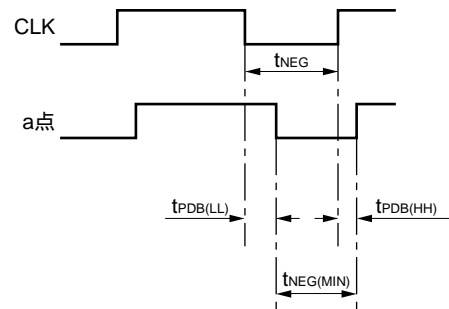 CLK
tNEG
a点
tPDB(LL)
tPDB(HH)
tNEG(MIN)